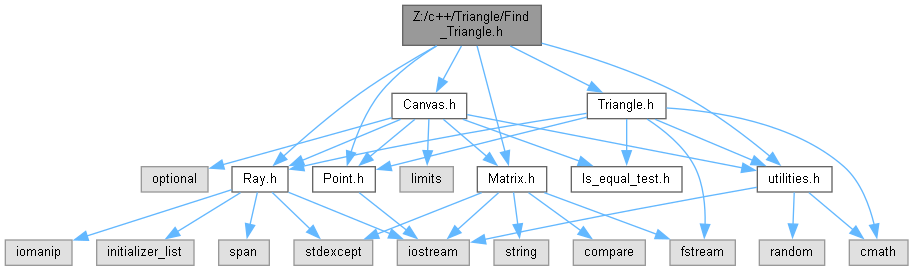 Z:/c++/Triangle/Find
_Triangle.h
Canvas.h
Triangle.h
optional
Ray.h
Point.h
limits
Matrix.h
Is_equal_test.h
utilities.h
iomanip
initializer_list
span
stdexcept
iostream
string
compare
fstream
random
cmath